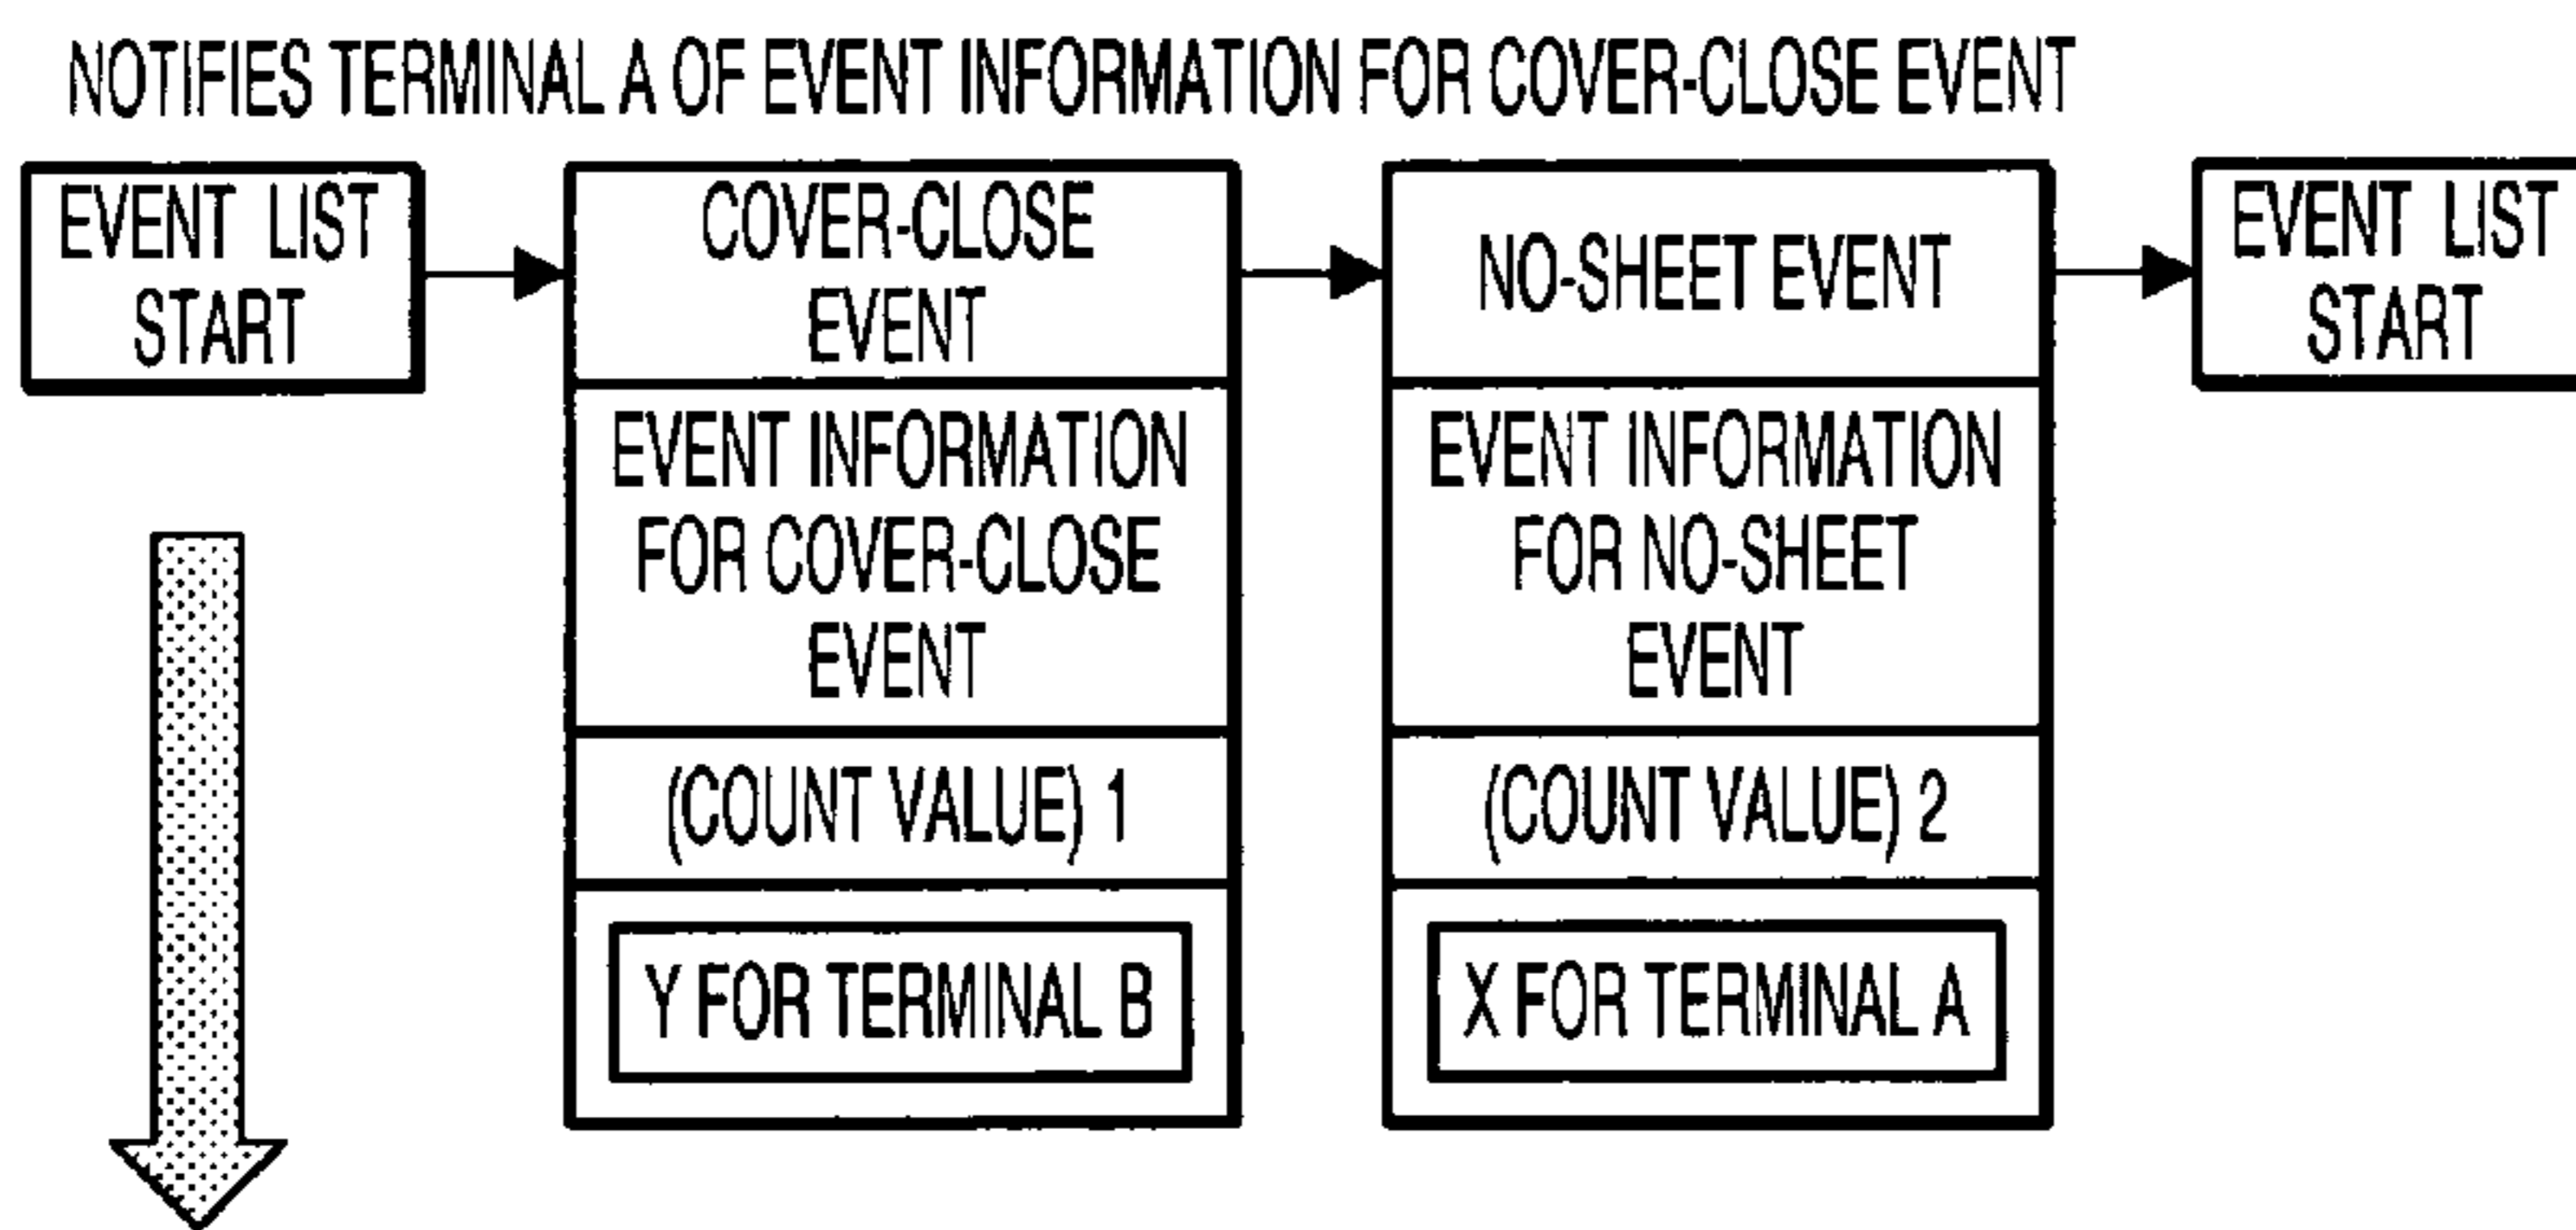 NOTIFIES TERMINAL A OF EVENT INFORMATION FOR COVER-CLOSE EVENT
EVENT LIST
START
COVER-CLOSE
EVENT
EVENT INFORMATION
FOR COVER-CLOSE
EVENT
(COUNT VALUE) 1
Y FOR TERMINAL B
NO-SHEET EVENT
EVENT INFORMATION
FOR NO-SHEET
EVENT
(COUNT VALUE) 2
X FOR TERMINAL A
EVENT LIST
START